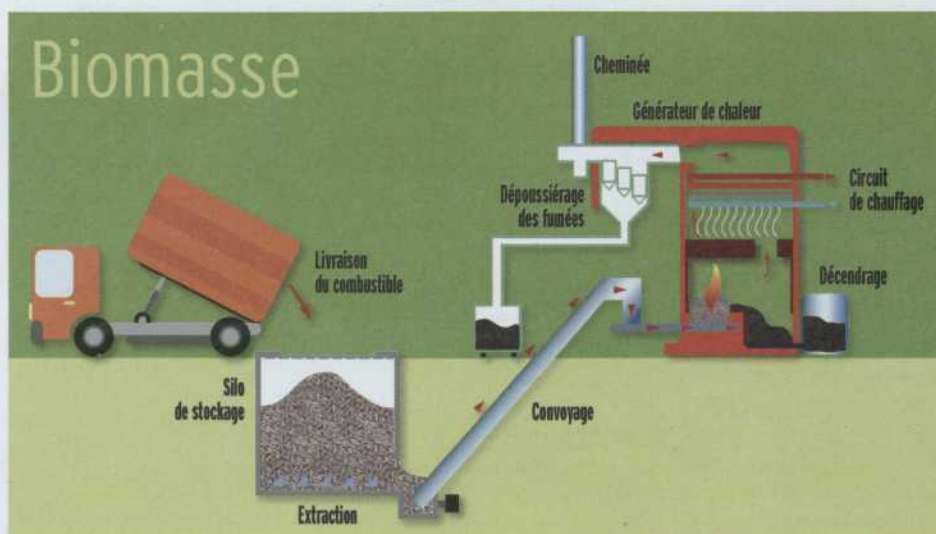 Biomasse
Cheminée
Générateur de chaleur
Circuit
de chauffage
Dépoussiérage
des fumées
Livraison
du combustible
Décendrage
Silo
de stockage
Convoyage
Extraction